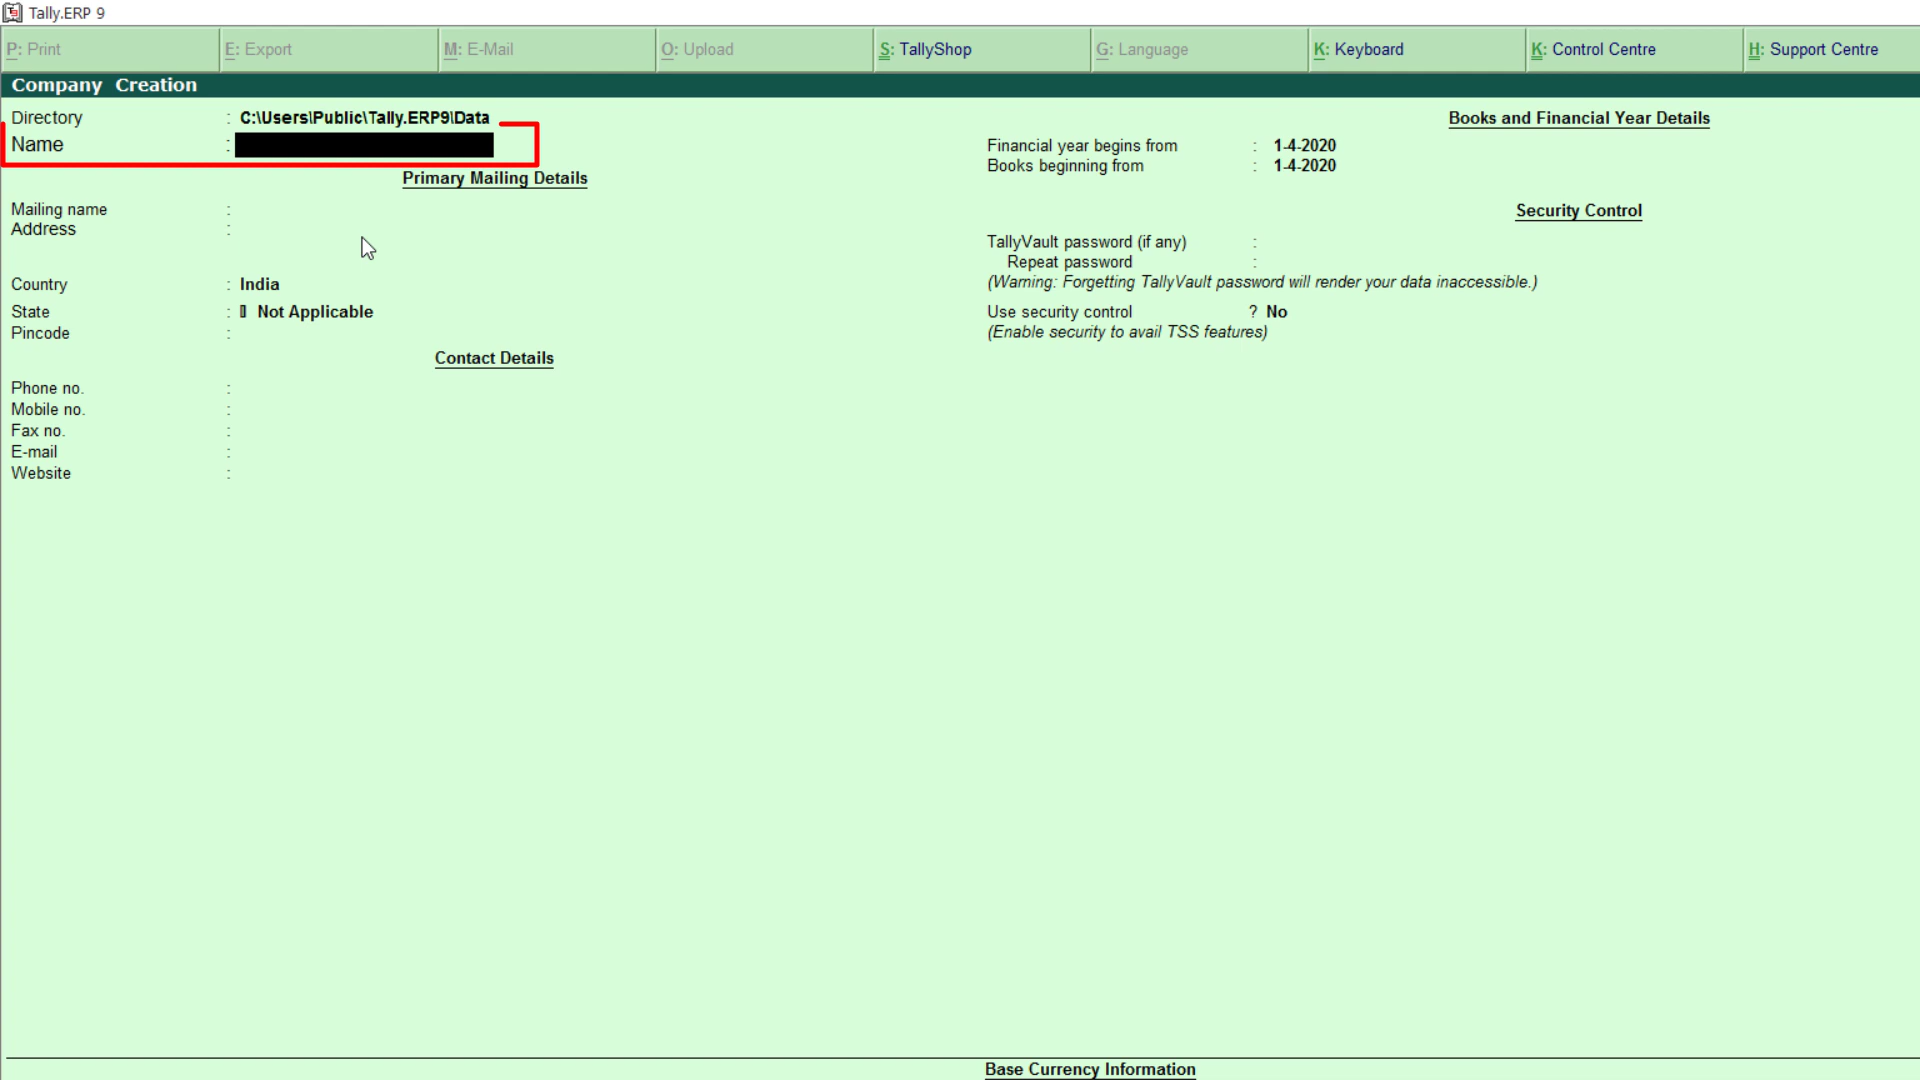 Tally.ERP 9
P: Print E: Export M: E-Mail O: Upload S: TallyShop G: Language K: Keyboard K: Control Centre H: Support Centre
Company Creation
Directory : C:\Users\Public\Tally.ERP9\Data
Name :
Primary Mailing Details
Mailing name :
Address :
Country : India
State : Not Applicable
Pincode :
Contact Details
Phone no. :
Mobile no. :
Fax no. :
E-mail :
Website :
Books and Financial Year Details
Financial year begins from : 1-4-2020
Books beginning from : 1-4-2020
Security Control
TallyVault password (if any) :
Repeat password :
(Warning: Forgetting TallyVault password will render your data inaccessible.)
Use security control ? No
(Enable security to avail TSS features)
Base Currency Information